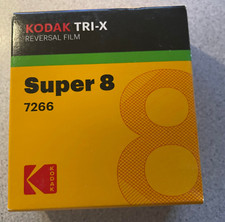 KODAK TRI-X
REVERSAL FILM
Super 8
7266
8
KODAK